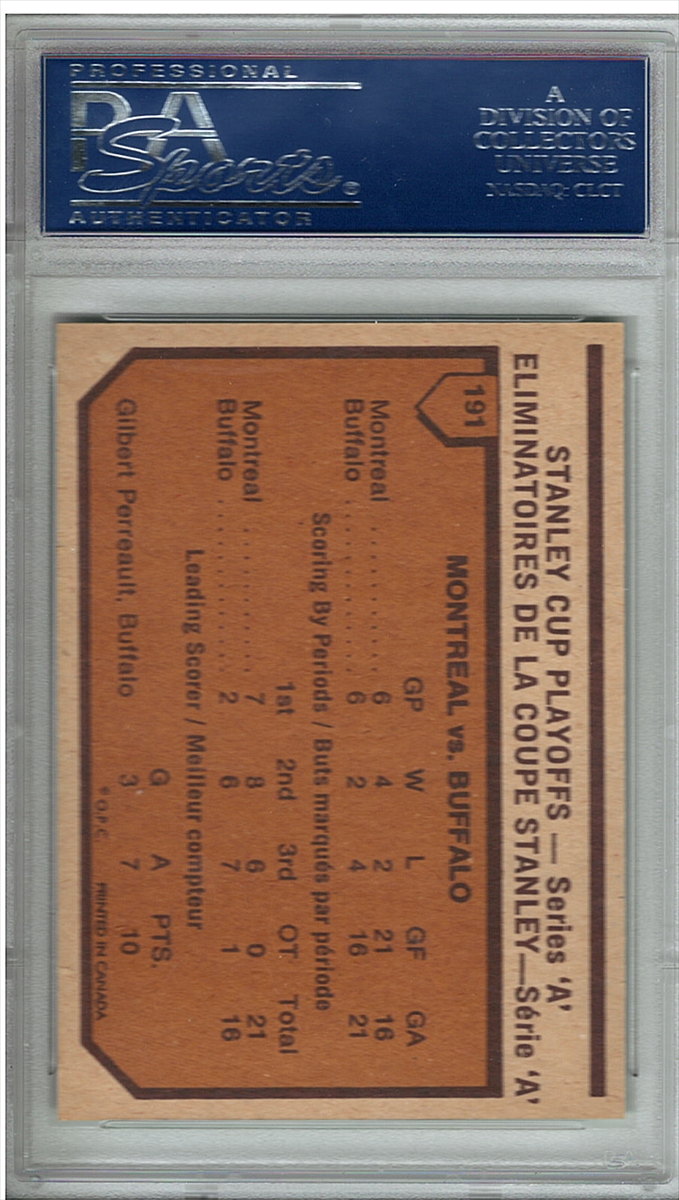 PROFESSIONAL
PSA
Sports®
AUTHENTICATOR
A
DIVISION OF
COLLECTORS
UNIVERSE
NASDAQ: CLCT
STANLEY CUP PLAYOFFS — Series 'A'
ELIMINATOIRES DE LA COUPE STANLEY—Série 'A'
191
MONTREAL vs. BUFFALO
GP W L GF GA
Montreal . . . . . . . . . . 6 4 2 21 16
Buffalo . . . . . . . . . . . 6 2 4 16 21
Scoring By Periods / Buts marqués par période
1st 2nd 3rd OT Total
Montreal . . . . . . . . . . 7 8 6 0 21
Buffalo . . . . . . . . . . . 2 6 7 1 16
Leading Scorer / Meilleur compteur
G A PTS.
Gilbert Perreault, Buffalo 3 7 10
© O.P.C. PRINTED IN CANADA